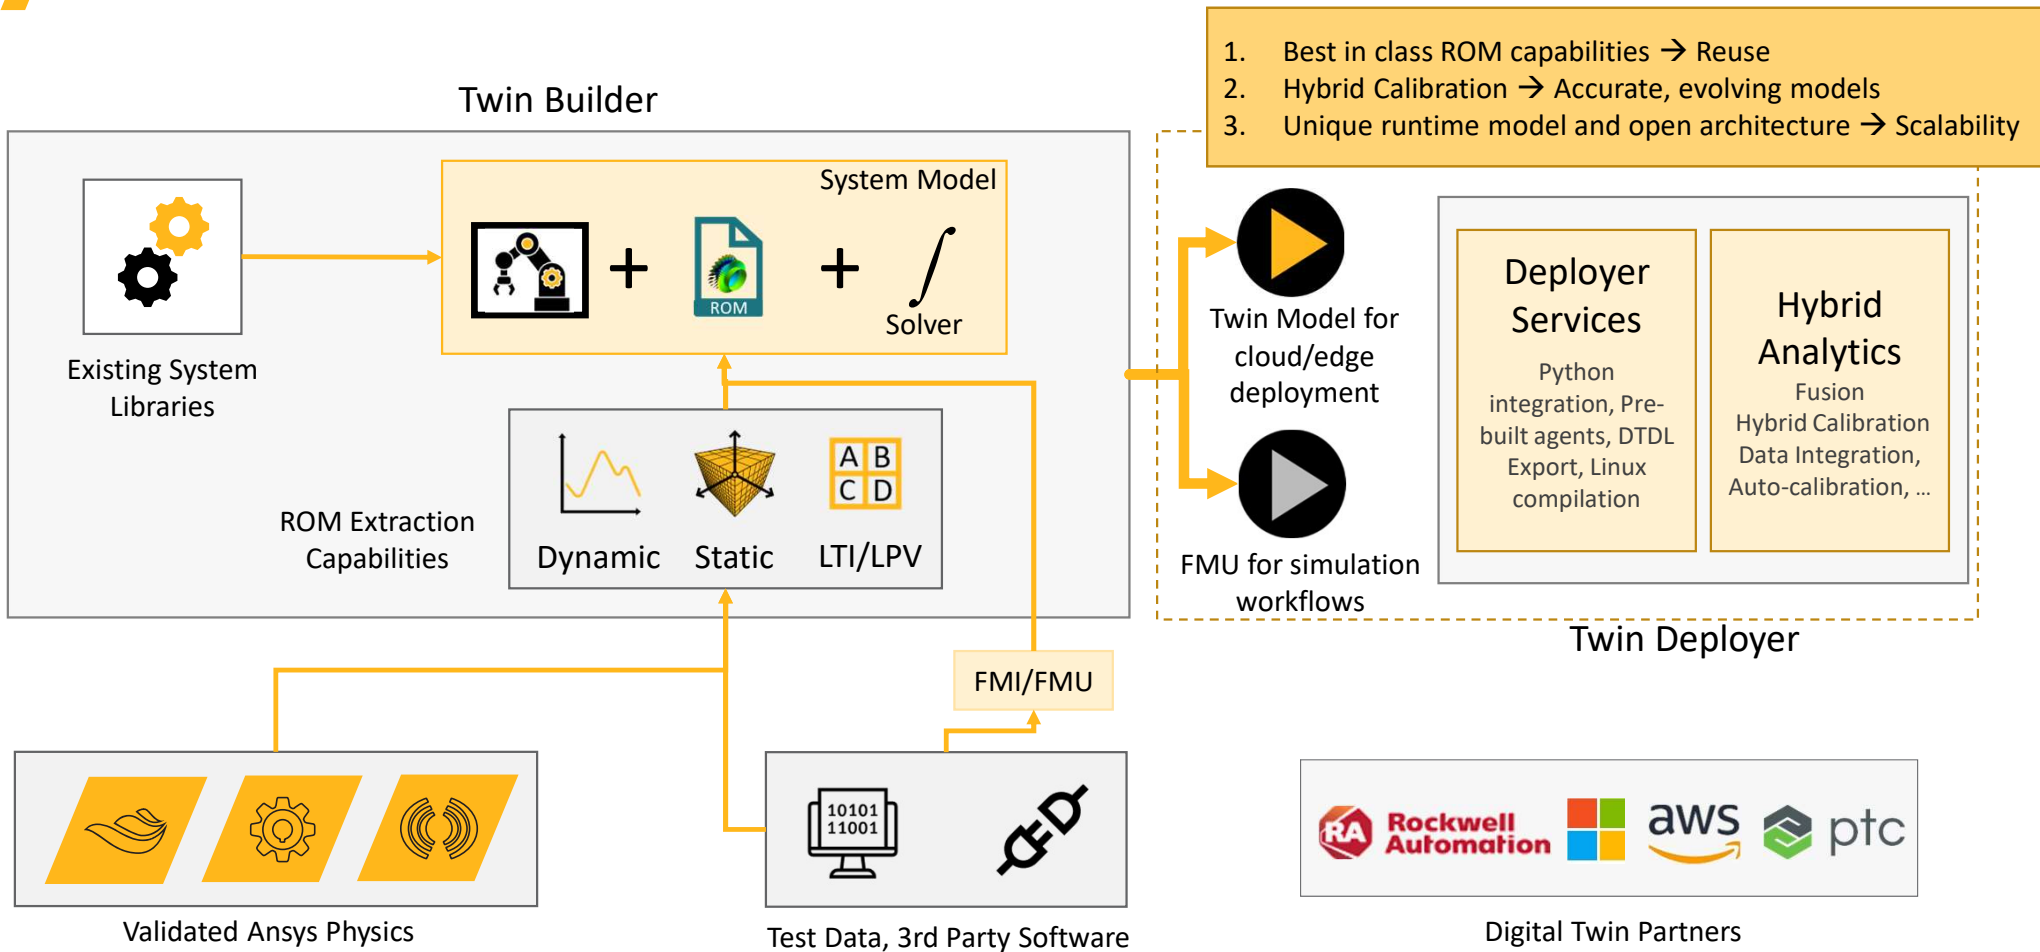 1. Best in class ROM capabilities → Reuse
2. Hybrid Calibration → Accurate, evolving models
3. Unique runtime model and open architecture → Scalability
Twin Builder
System Model
+
ROM
+
∫
Solver
Existing System
Libraries
ROM Extraction
Capabilities
Dynamic
Static
A B
C D
LTI/LPV
Twin Model for
cloud/edge
deployment
FMU for simulation
workflows
Deployer
Services
Python
integration, Pre-
built agents, DTDL
Export, Linux
compilation
Hybrid
Analytics
Fusion
Hybrid Calibration
Data Integration,
Auto-calibration, ...
Twin Deployer
FMI/FMU
Validated Ansys Physics
10101
11001
Test Data, 3rd Party Software
RA
Rockwell
Automation
aws
ptc
Digital Twin Partners